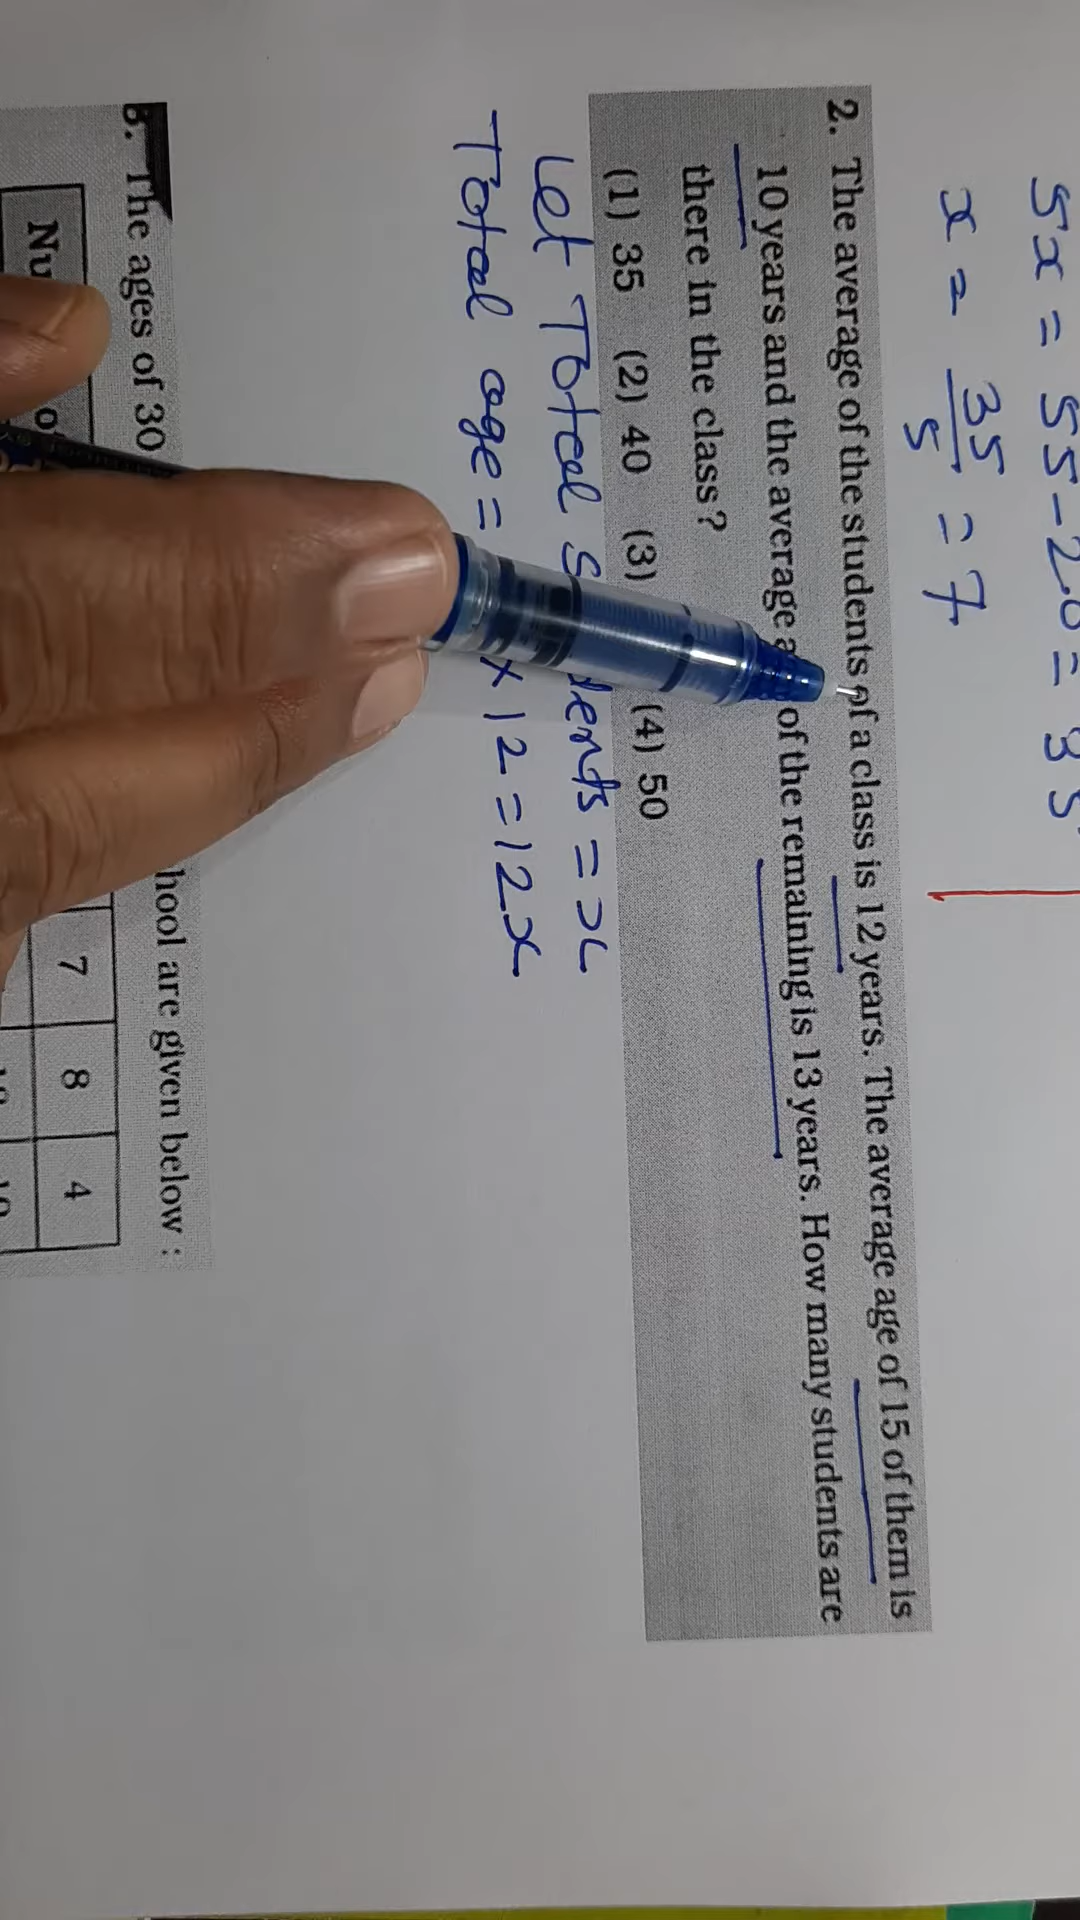 5x = 55-20 = 35
x = 35/5 = 7
2. The average of the students of a class is 12 years. The average age of 15 of them is
10 years and the average of the remaining is 13 years. How many students are
there in the class?
(1) 35 (2) 40 (3) (4) 50
Let Total = x
Total age = x 12 = 12x
3. The ages of 30 are given below :
7 8 4